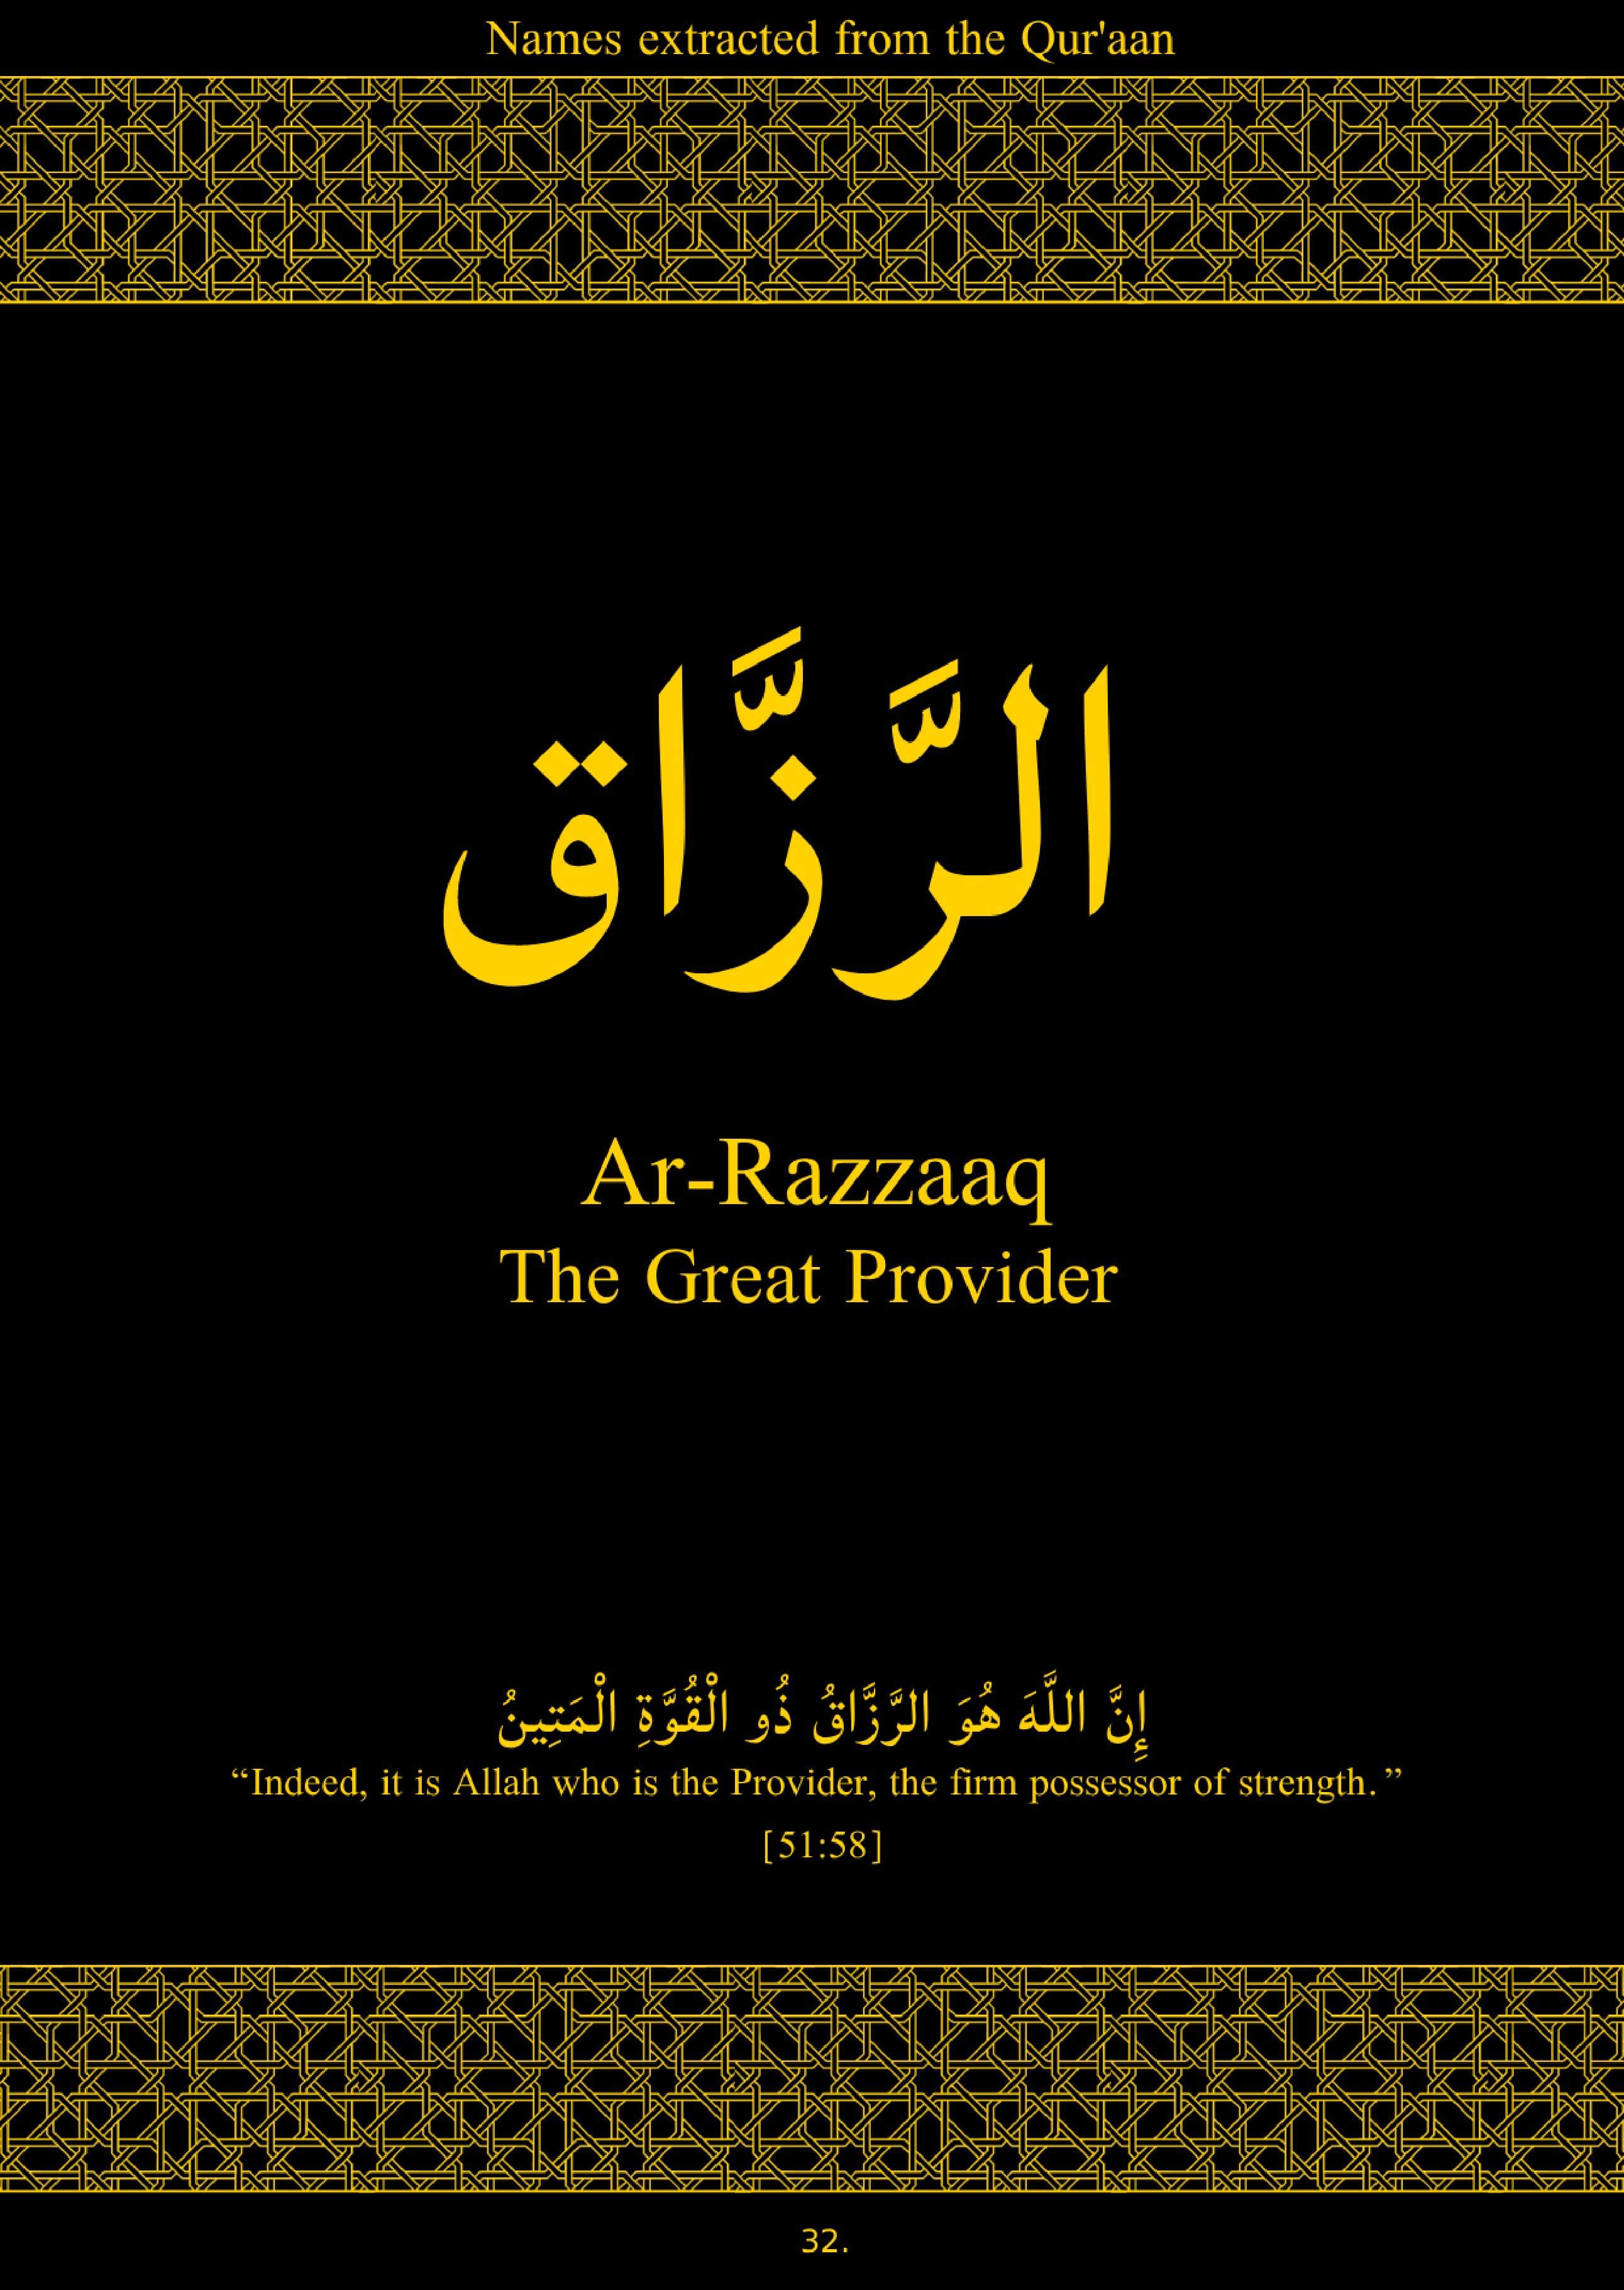 Names extracted from the Qur'aan
الرَّزَّاق
Ar-Razzaaq
The Great Provider
إِنَّ اللَّهَ هُوَ الرَّزَّاقُ ذُو الْقُوَّةِ الْمَتِينُ
“Indeed, it is Allah who is the Provider, the firm possessor of strength.”
[51:58]
32.